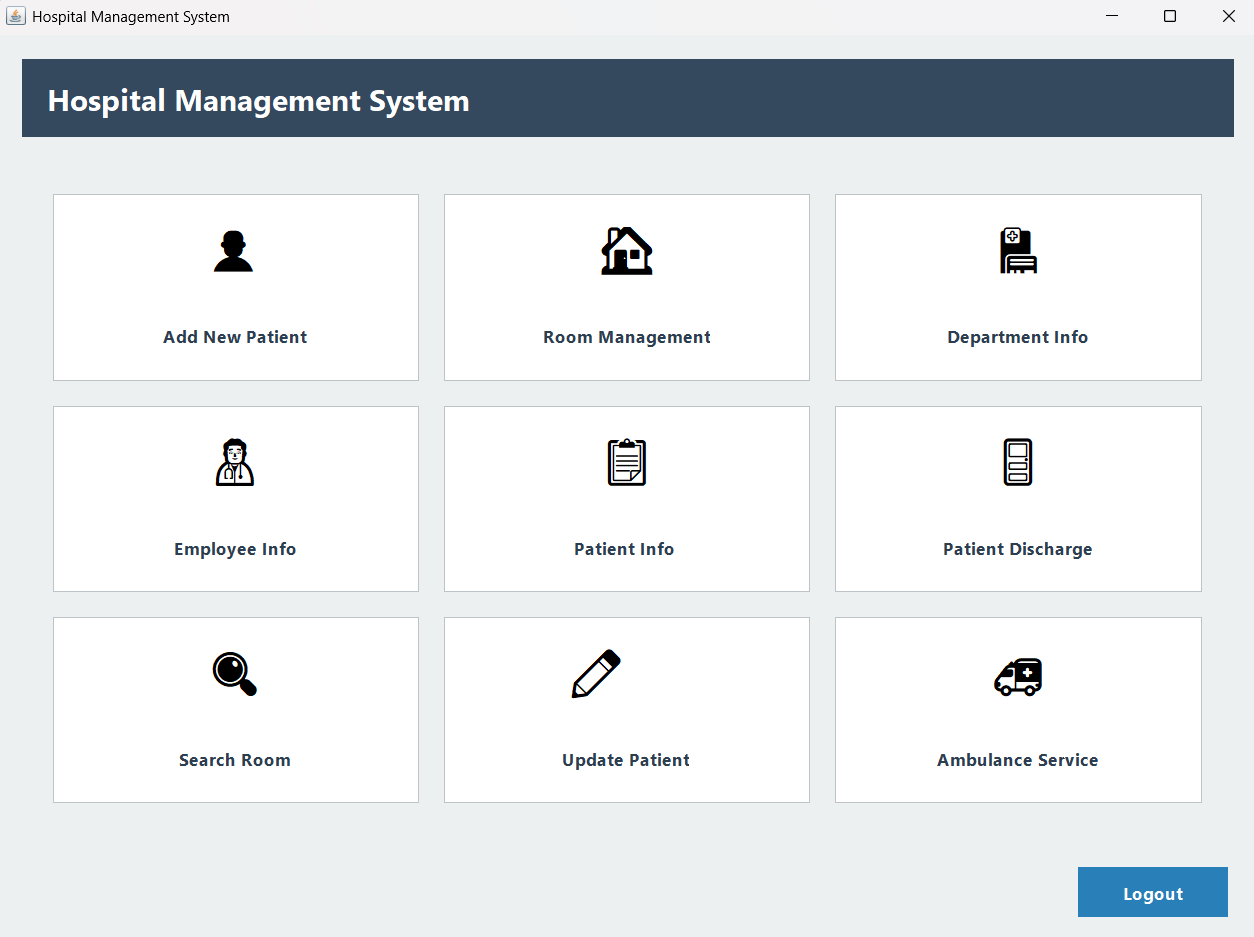 Hospital Management System
Hospital Management System
Add New Patient
Room Management
Department Info
Employee Info
Patient Info
Patient Discharge
Search Room
Update Patient
Ambulance Service
Logout